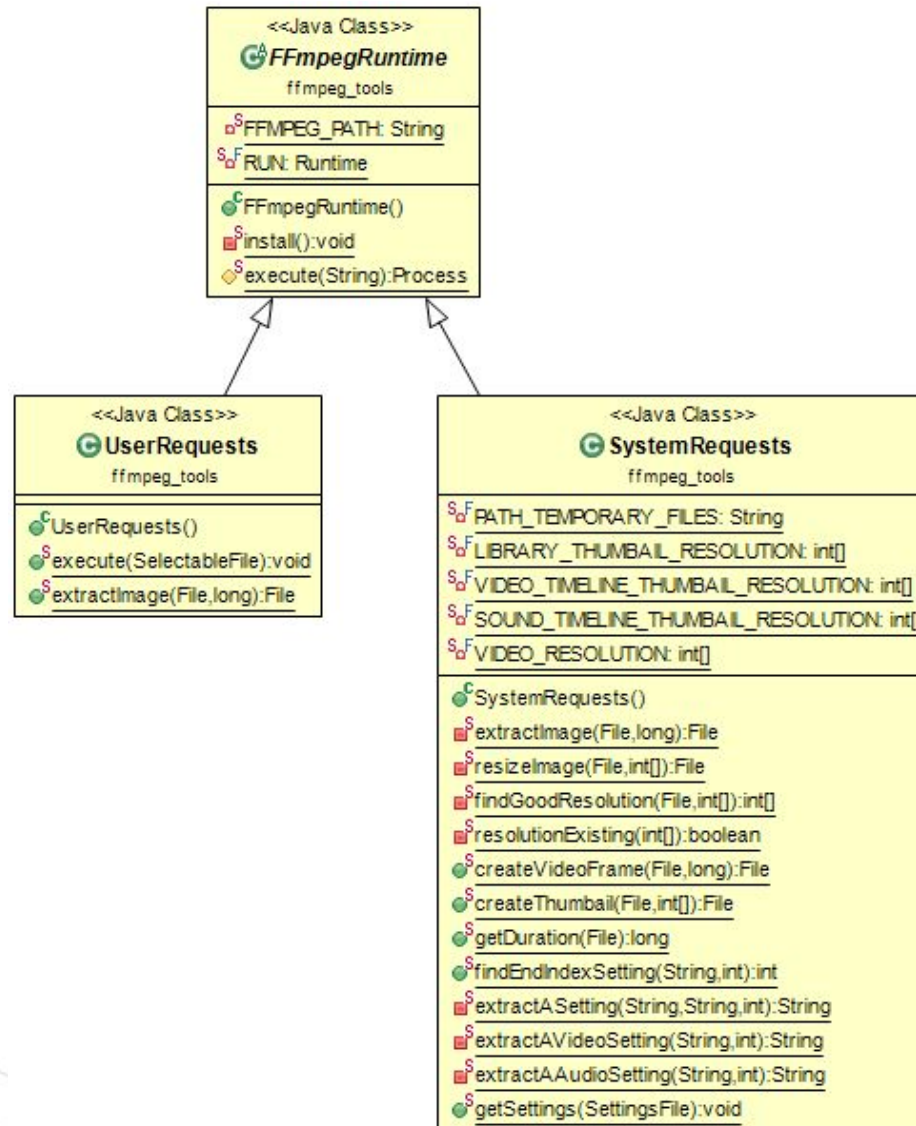 <<Java Class>>
FFmpegRuntime
ffmpeg_tools
FFMPEG_PATH: String
RUN: Runtime
FFmpegRuntime()
install():void
execute(String):Process
<<Java Class>>
UserRequests
ffmpeg_tools
UserRequests()
execute(SelectableFile):void
extractImage(File,long):File
<<Java Class>>
SystemRequests
ffmpeg_tools
PATH_TEMPORARY_FILES: String
LIBRARY_THUMBAIL_RESOLUTION: int[]
VIDEO_TIMELINE_THUMBAIL_RESOLUTION: int[]
SOUND_TIMELINE_THUMBAIL_RESOLUTION: int[
VIDEO_RESOLUTION: int[]
SystemRequests()
extractImage(File,long):File
resizeImage(File,int[]):File
findGoodResolution(File,int[]):int[]
resolutionExisting(int[]):boolean
createVideoFrame(File,long):File
createThumbail(File,int[]):File
getDuration(File):long
findEndIndexSetting(String,int):int
extractASetting(String,String,int):String
extractAVideoSetting(String,int):String
extractAAudioSetting(String,int):String
getSettings(SettingsFile):void